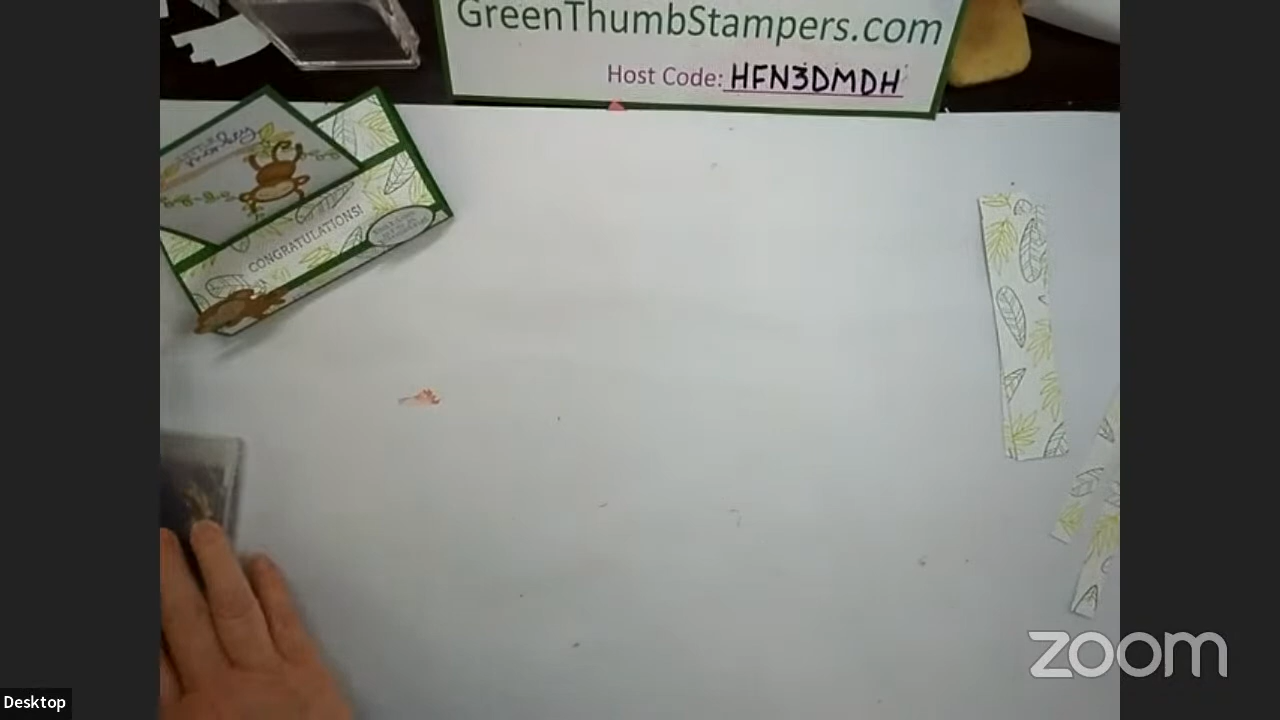 GreenThumbStampers.com
Host Code: HFN3DMDH
CONGRATULATIONS!
zoom
Desktop